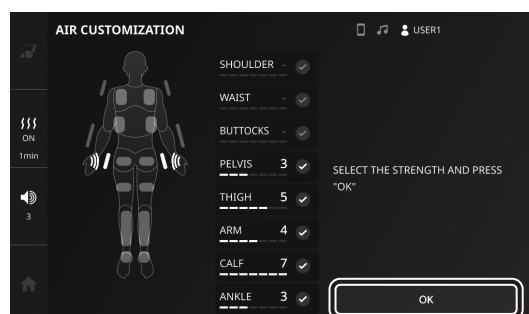 AIR CUSTOMIZATION
USER1
ON
1min
3
SHOULDER -
WAIST -
BUTTOCKS -
PELVIS 3
THIGH 5
ARM 4
CALF 7
ANKLE 3
SELECT THE STRENGTH AND PRESS
"OK"
OK